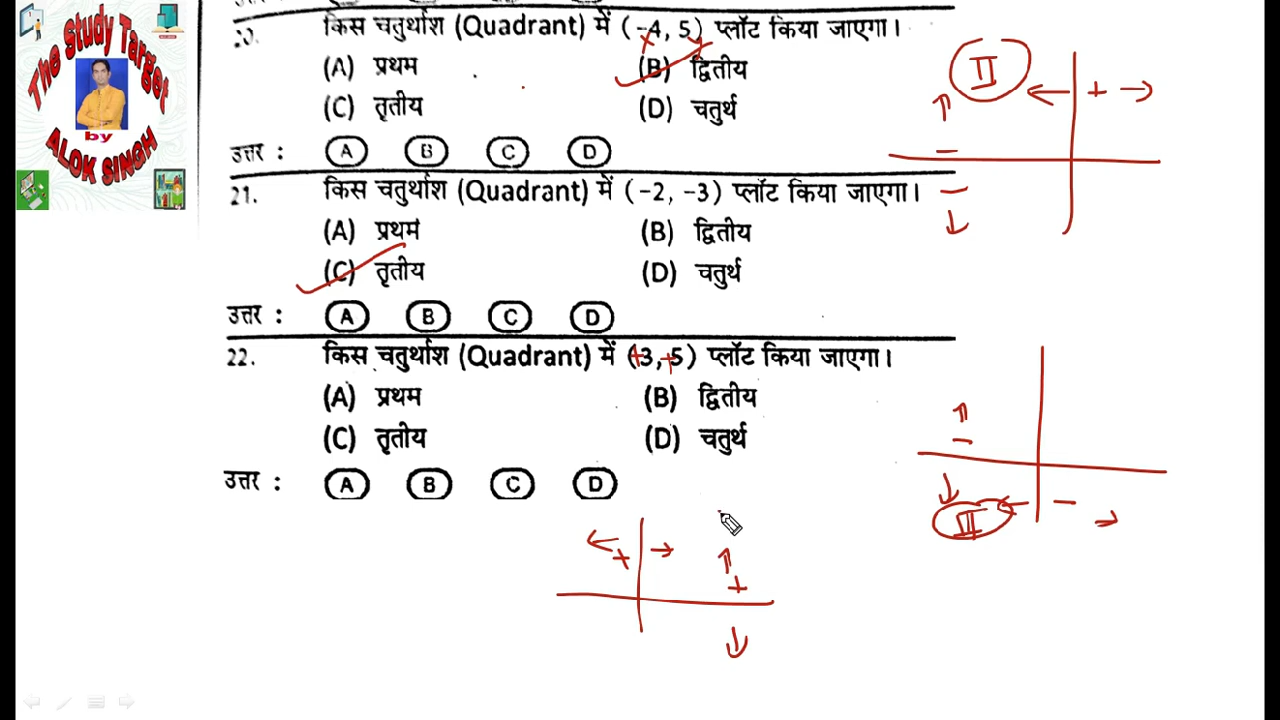 The Study Target
by
ALOK SINGH
20. किस चतुर्थाश (Quadrant) में (-4, 5) प्लॉट किया जाएगा।
(A) प्रथम (B) द्वितीय
(C) तृतीय (D) चतुर्थ
उत्तर : A B C D
21. किस चतुर्थाश (Quadrant) में (-2, -3) प्लॉट किया जाएगा।
(A) प्रथम (B) द्वितीय
(C) तृतीय (D) चतुर्थ
उत्तर : A B C D
22. किस चतुर्थाश (Quadrant) में (+3, +5) प्लॉट किया जाएगा।
(A) प्रथम (B) द्वितीय
(C) तृतीय (D) चतुर्थ
उत्तर : A B C D
II
+
-
-
-
-
+
+